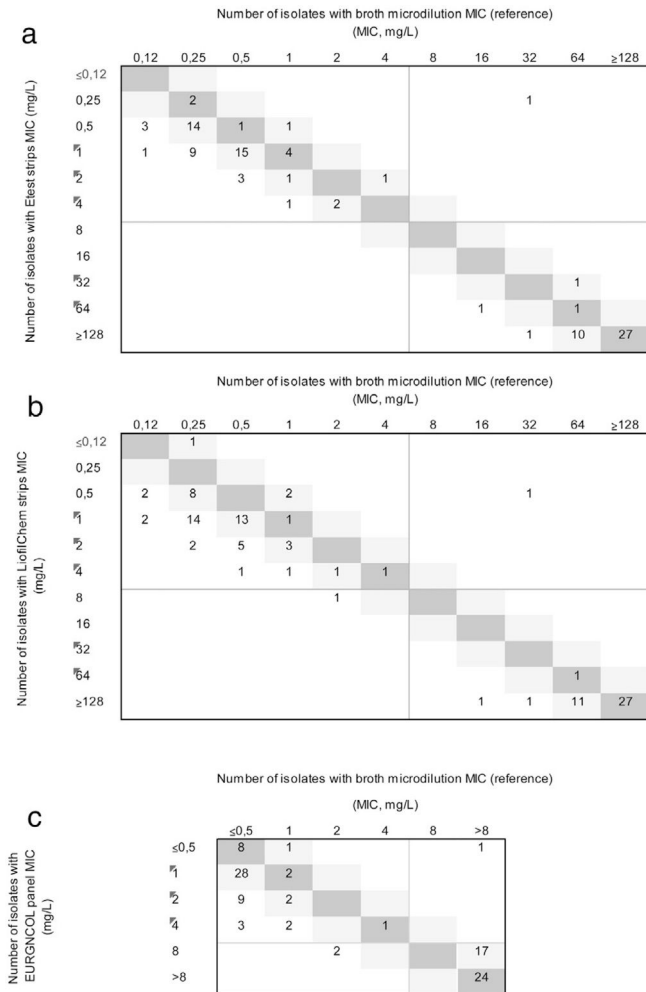 Number of isolates with broth microdilution MIC (reference)
a
(MIC, mg/L)
0,12 0,25 0,5 1 2 4 8 16 32 64 ≥128
Number of isolates with Etest strips MIC (mg/L)
≤0,12
0,25 2 1
0,5 3 14 1 1
1 1 9 15 4
2 3 1 1
4 1 2
8
16
32 1
64 1 1
≥128 1 10 27
Number of isolates with broth microdilution MIC (reference)
b
(MIC, mg/L)
0,12 0,25 0,5 1 2 4 8 16 32 64 ≥128
Number of isolates with LiofilChem strips MIC
(mg/L)
≤0,12 1
0,25
0,5 2 8 2 1
1 2 14 13 1
2 2 5 3
4 1 1 1 1
8 1
16
32
64 1
≥128 1 1 11 27
Number of isolates with broth microdilution MIC (reference)
(MIC, mg/L)
c
≤0,5 1 2 4 8 >8
Number of isolates with
EURGNCOL panel MIC
(mg/L)
≤0,5 8 1 1
1 28 2
2 9 2
4 3 2 1
8 2 17
>8 24